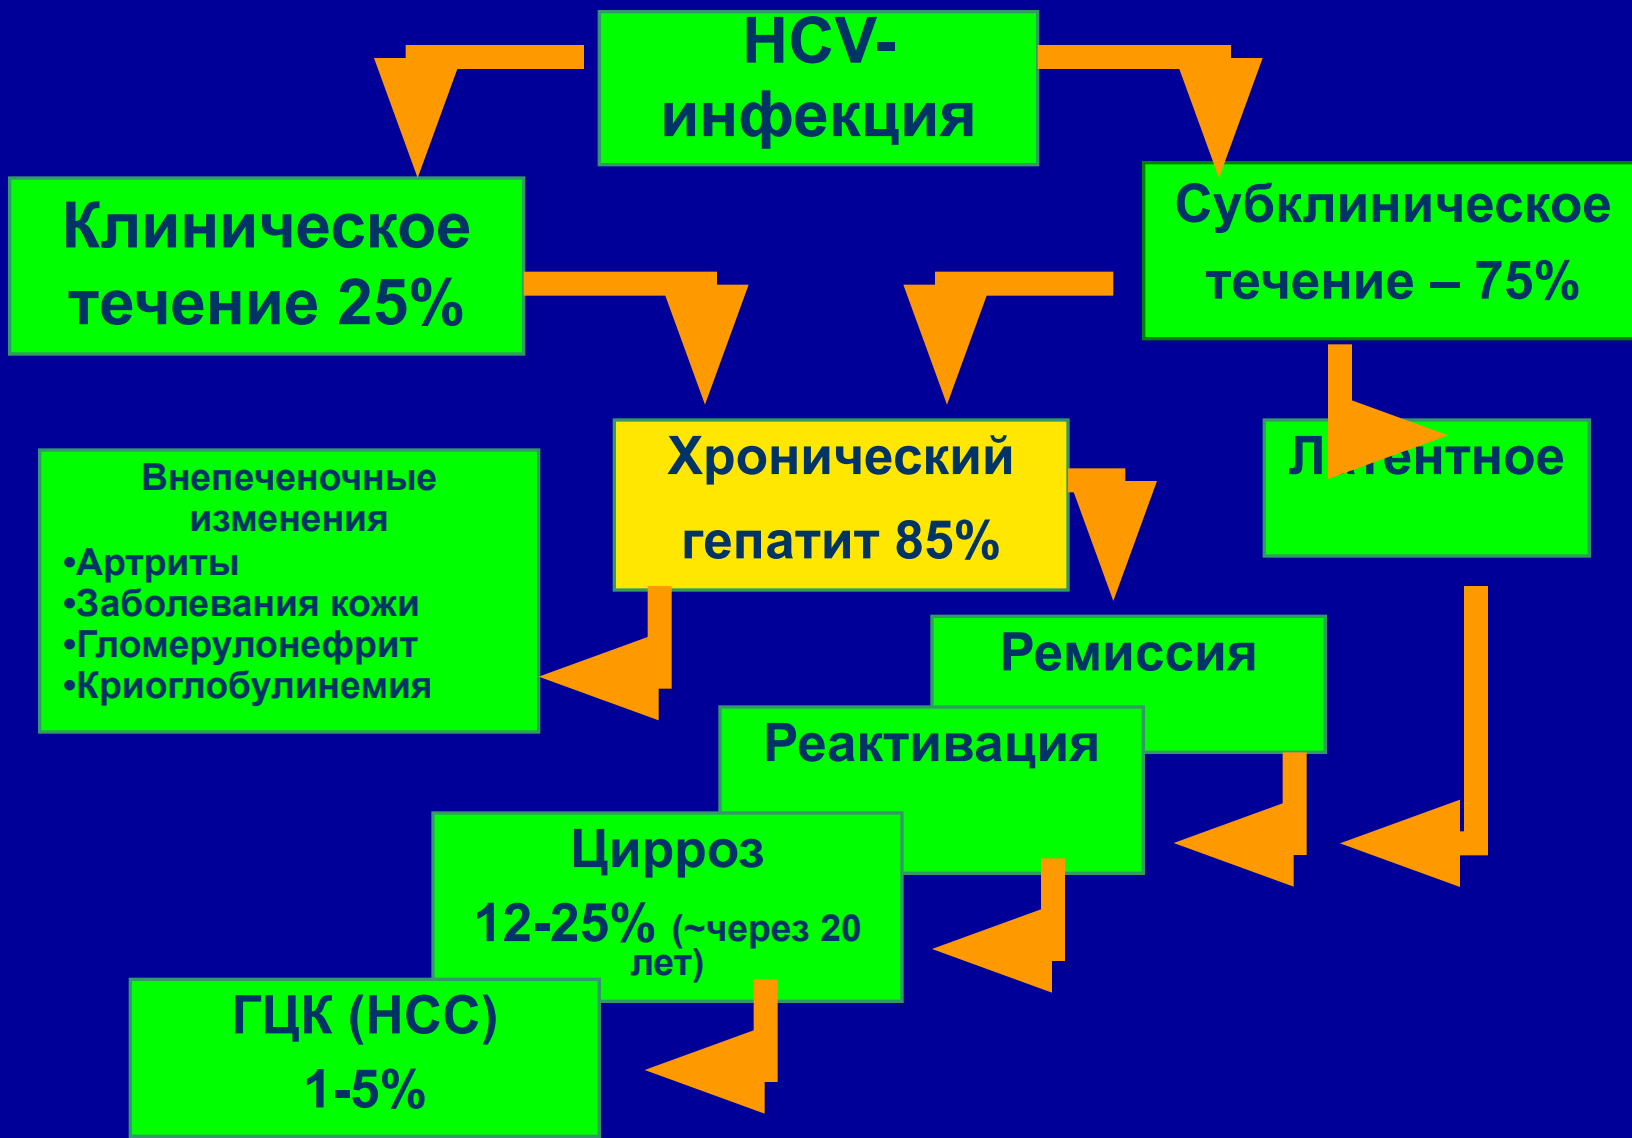 HCV-
инфекция
Клиническое
течение 25%
Субклиническое
течение – 75%
Хронический
гепатит 85%
Латентное
Внепеченочные
изменения
•Артриты
•Заболевания кожи
•Гломерулонефрит
•Криоглобулинемия
Ремиссия
Реактивация
Цирроз
12-25% (~через 20
лет)
ГЦК (HCC)
1-5%